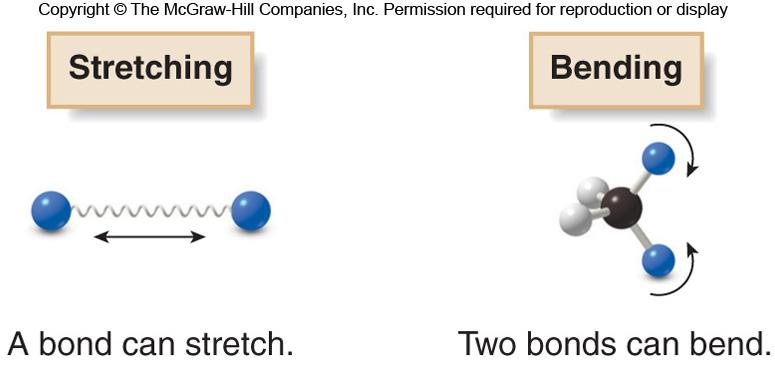 Copyright © The McGraw-Hill Companies, Inc. Permission required for reproduction or display
Stretching
Bending
A bond can stretch.
Two bonds can bend.